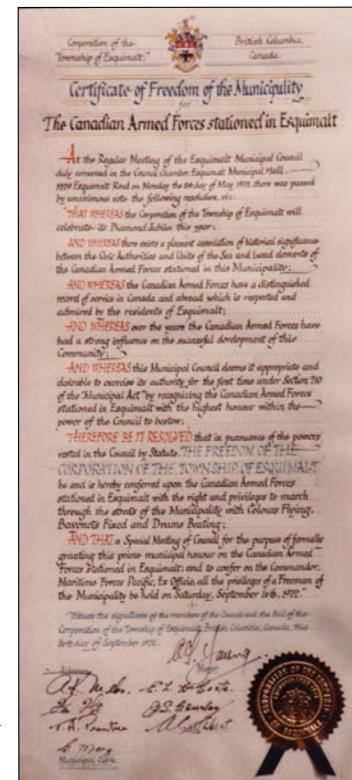 Corporation of the
Township of Esquimalt,
British Columbia,
Canada.
Certificate of Freedom of the Municipality
for
The Canadian Armed Forces stationed in Esquimalt
At the Regular Meeting of the Esquimalt Municipal Council
duly convened in the Council Chamber, Esquimalt Municipal Hall
Esquimalt Road on Monday the day of May 1972, there was passed
by unanimous vote the following resolution, viz:
"THAT WHEREAS the Corporation of the Township of Esquimalt will
celebrate its Diamond Jubilee this year;
AND WHEREAS there exists a pleasant association of historical significance
between the Civic Authorities and Units of the Sea and Land elements of
the Canadian Armed Forces stationed in this Municipality;
AND WHEREAS the Canadian Armed Forces have a distinguished
record of service in Canada and abroad which is respected and
admired by the residents of Esquimalt;
AND WHEREAS over the years the Canadian Armed Forces have
had a strong influence on the successful development of this
Community;
AND WHEREAS this Municipal Council deems it appropriate and
desirable to exercise its authority for the first time under Section 210
of the "Municipal Act" by recognizing the Canadian Armed Forces
stationed in Esquimalt with the highest honour within the
power of the Council to bestow;
THEREFORE BE IT RESOLVED that in pursuance of the powers
vested in the Council by Statute, THE FREEDOM OF THE
CORPORATION OF THE TOWNSHIP OF ESQUIMALT
be and is hereby conferred upon the Canadian Armed Forces
stationed in Esquimalt with the right and privileges to march
through the streets of the Municipality with Colours Flying,
Bayonets Fixed and Drums Beating;
AND THAT a Special Meeting of Council for the purpose of formally
granting this prime municipal honour on the Canadian Armed
Forces stationed in Esquimalt; and to confer on the Commander,
Maritime Forces Pacific, Ex Officio, all the privileges of a Freeman of
the Municipality be held on Saturday, September 16th, 1972."
Witness the signatures of the members of the Council and the Seal of the
Corporation of the Township of Esquimalt, British Columbia, Canada, this
16th day of September 1972.
Mayor
Aldermen
Municipal Clerk
CORPORATION OF THE TOWNSHIP
OF ESQUIMALT